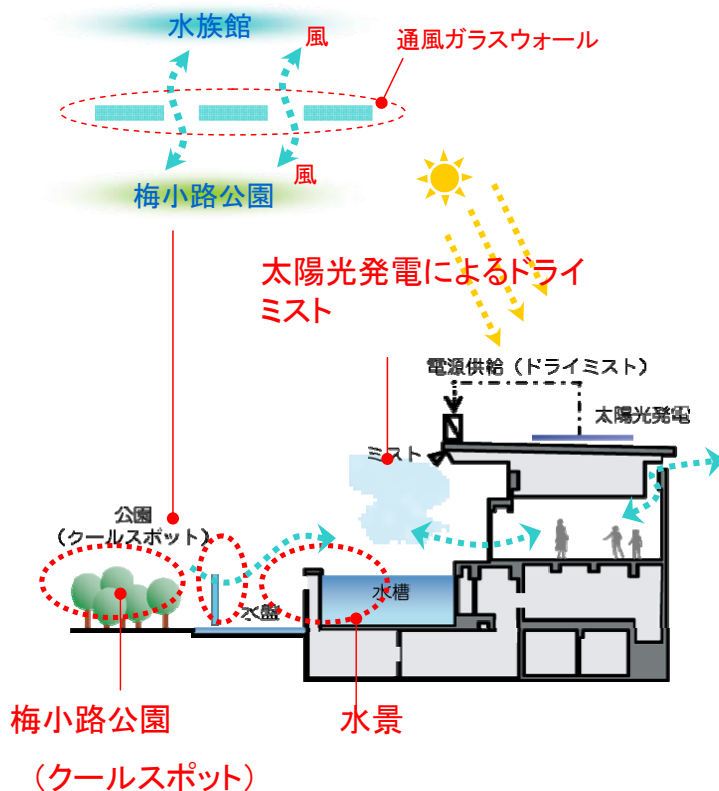 水族館
風
通風ガラスウォール
風
梅小路公園
太陽光発電によるドライ
ミスト
電源供給（ドライミスト）
太陽光発電
ミスト
公園
（クールスポット）
水槽
水盤
梅小路公園
水景
（クールスポット）